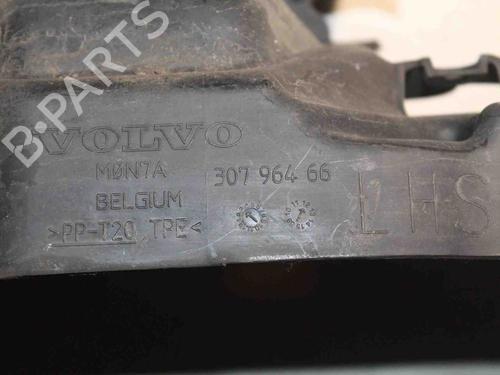 VOLVO
MØN7A 307 964 66
BELGIUM LHS
>PP-T20 TPE<
B-PARTS